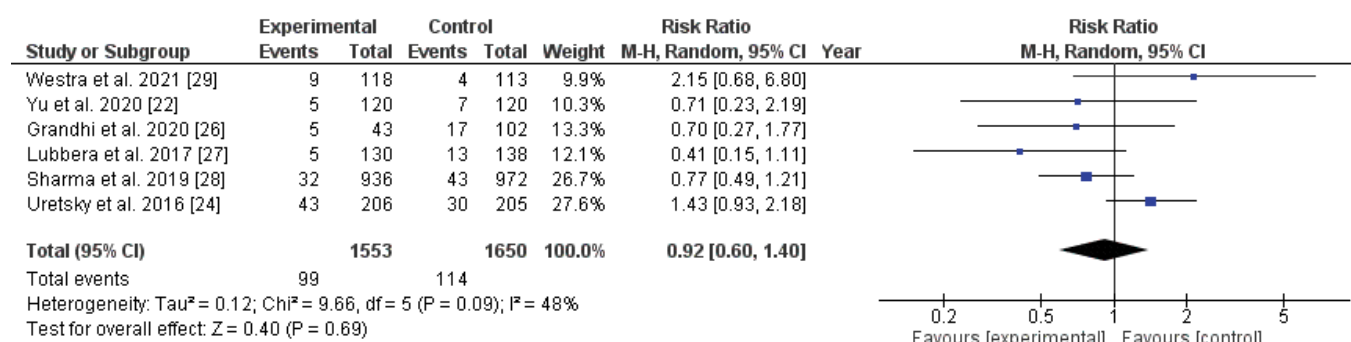 Experimental Control Risk Ratio Risk Ratio
Study or Subgroup Events Total Events Total Weight M-H, Random, 95% CI Year M-H, Random, 95% CI
Westra et al. 2021 [29] 9 118 4 113 9.9% 2.15 [0.68, 6.80]
Yu et al. 2020 [22] 5 120 7 120 10.3% 0.71 [0.23, 2.19]
Grandhi et al. 2020 [26] 5 43 17 102 13.3% 0.70 [0.27, 1.77]
Lubbera et al. 2017 [27] 5 130 13 138 12.1% 0.41 [0.15, 1.11]
Sharma et al. 2019 [28] 32 936 43 972 26.7% 0.77 [0.49, 1.21]
Uretsky et al. 2016 [24] 43 206 30 205 27.6% 1.43 [0.93, 2.18]
Total (95% CI) 1553 1650 100.0% 0.92 [0.60, 1.40]
Total events 99 114
Heterogeneity: Tau² = 0.12; Chi² = 9.66, df = 5 (P = 0.09); I² = 48%
Test for overall effect: Z = 0.40 (P = 0.69)
0.2 0.5 1 2 5
Favours [experimental] Favours [control]